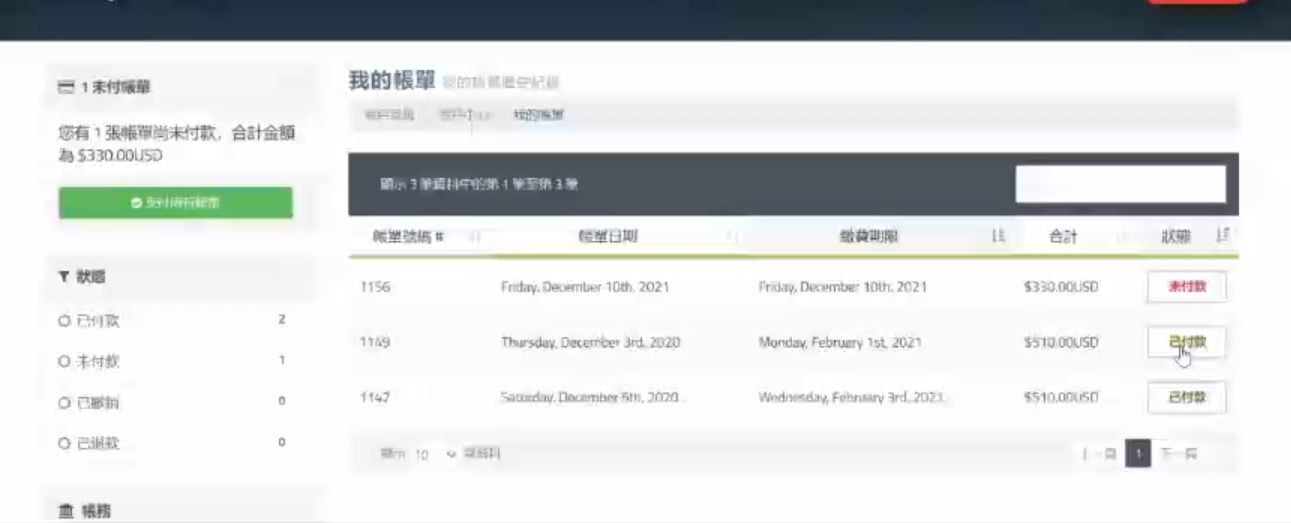 1 未付帳單
您有 1 張帳單尚未付款，合計金額
為 $330.00USD
狀態
已付款 2
未付款 1
已撤銷 0
已退款 0
帳務
我的帳單
我的帳單
顯示 3 筆資料中的第 1 筆至第 3 筆
帳單號碼 # 帳單日期 繳費期限 合計 狀態
1156 Friday, December 10th, 2021 Friday, December 10th, 2021 $330.00USD 未付款
1149 Thursday, December 3rd, 2020 Monday, February 1st, 2021 $510.00USD 已付款
1147 Saturday, December 5th, 2020 Wednesday, February 3rd, 2021 $510.00USD 已付款
顯示 10 筆資料
上一頁 1 下一頁